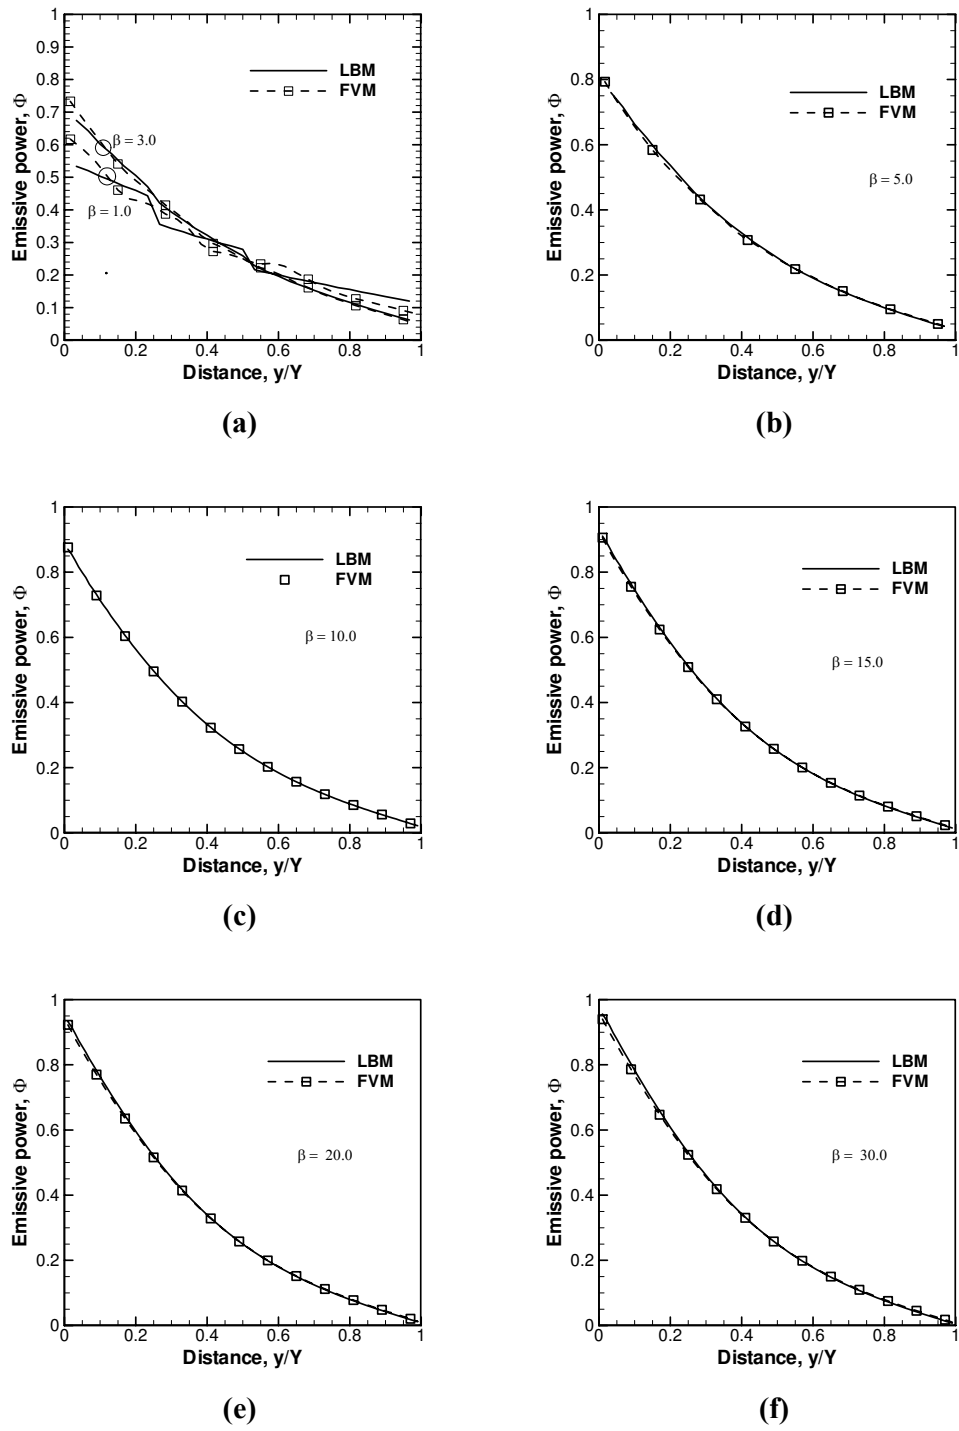 1
0.9
0.8
0.7
0.6
0.5
0.4
0.3
0.2
0.1
0
Emissive power, Φ
LBM
FVM
β = 3.0
β = 1.0
0 0.2 0.4 0.6 0.8 1
Distance, y/Y
(a)
1
0.8
0.6
0.4
0.2
0
Emissive power, Φ
LBM
FVM
β = 5.0
0 0.2 0.4 0.6 0.8 1
Distance, y/Y
(b)
1
0.8
0.6
0.4
0.2
0
Emissive power, Φ
LBM
FVM
β = 10.0
0 0.2 0.4 0.6 0.8 1
Distance, y/Y
(c)
1
0.8
0.6
0.4
0.2
0
Emissive power, Φ
LBM
FVM
β = 15.0
0 0.2 0.4 0.6 0.8 1
Distance, y/Y
(d)
1
0.8
0.6
0.4
0.2
0
Emissive power, Φ
LBM
FVM
β = 20.0
0 0.2 0.4 0.6 0.8 1
Distance, y/Y
(e)
1
0.8
0.6
0.4
0.2
0
Emissive power, Φ
LBM
FVM
β = 30.0
0 0.2 0.4 0.6 0.8 1
Distance, y/Y
(f)